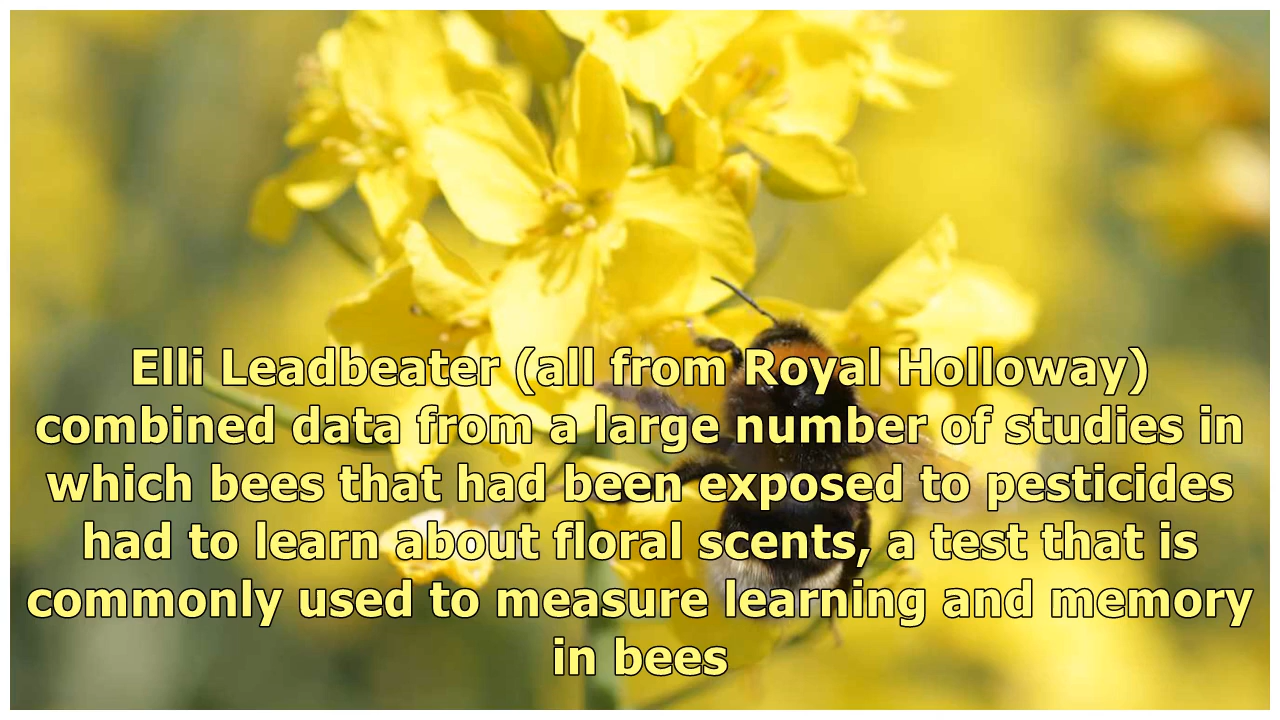 Elli Leadbeater (all from Royal Holloway)
combined data from a large number of studies in
which bees that had been exposed to pesticides
had to learn about floral scents, a test that is
commonly used to measure learning and memory
in bees